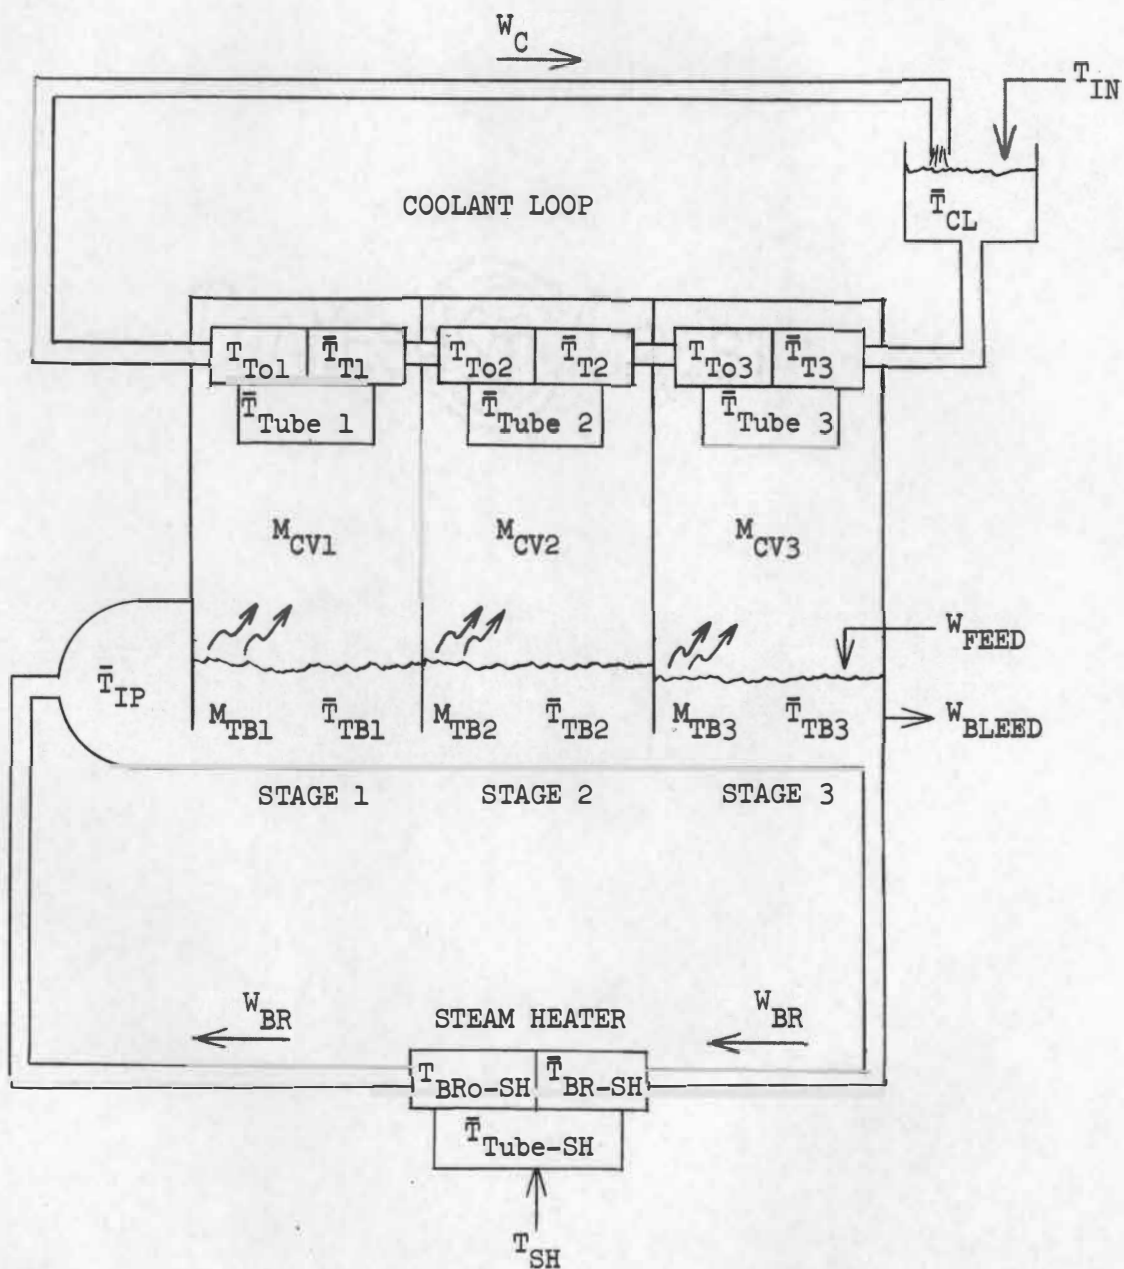 W_C
T_IN
COOLANT LOOP
T̄_CL
T_To1 T̄_T1 T_To2 T̄_T2 T_To3 T̄_T3
T̄_Tube 1 T̄_Tube 2 T̄_Tube 3
M_CV1 M_CV2 M_CV3
W_FEED
T̄_IP
M_TB1 T̄_TB1 M_TB2 T̄_TB2 M_TB3 T̄_TB3 W_BLEED
STAGE 1 STAGE 2 STAGE 3
W_BR STEAM HEATER W_BR
T_BRo-SH T̄_BR-SH
T̄_Tube-SH
T_SH